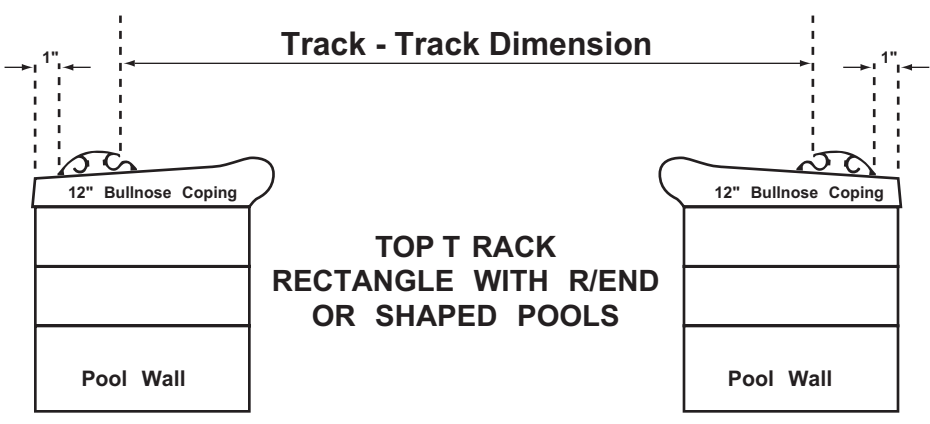 Track - Track Dimension
1"
1"
12" Bullnose Coping
12" Bullnose Coping
TOP T RACK
RECTANGLE WITH R/END
OR SHAPED POOLS
Pool Wall
Pool Wall